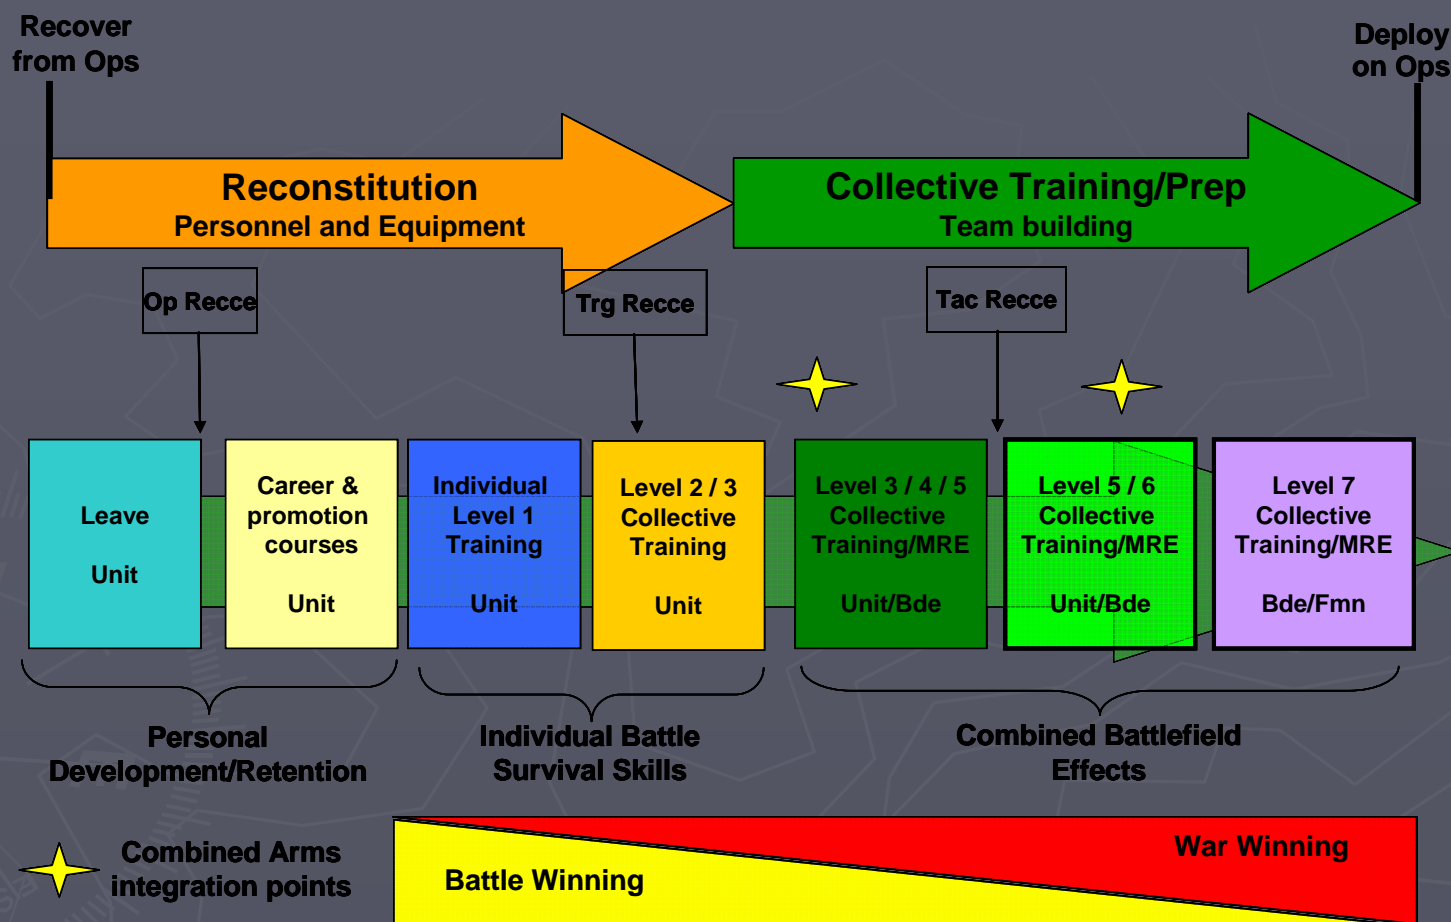 Recover
from Ops
Deploy
on Ops
Reconstitution
Personnel and Equipment
Collective Training/Prep
Team building
Op Recce
Trg Recce
Tac Recce
Leave
Unit
Career &
promotion
courses
Unit
Individual
Level 1
Training
Unit
Level 2 / 3
Collective
Training
Unit
Level 3 / 4 / 5
Collective
Training/MRE
Unit/Bde
Level 5 / 6
Collective
Training/MRE
Unit/Bde
Level 7
Collective
Training/MRE
Bde/Fmn
Personal
Development/Retention
Individual Battle
Survival Skills
Combined Battlefield
Effects
Combined Arms
integration points
Battle Winning
War Winning